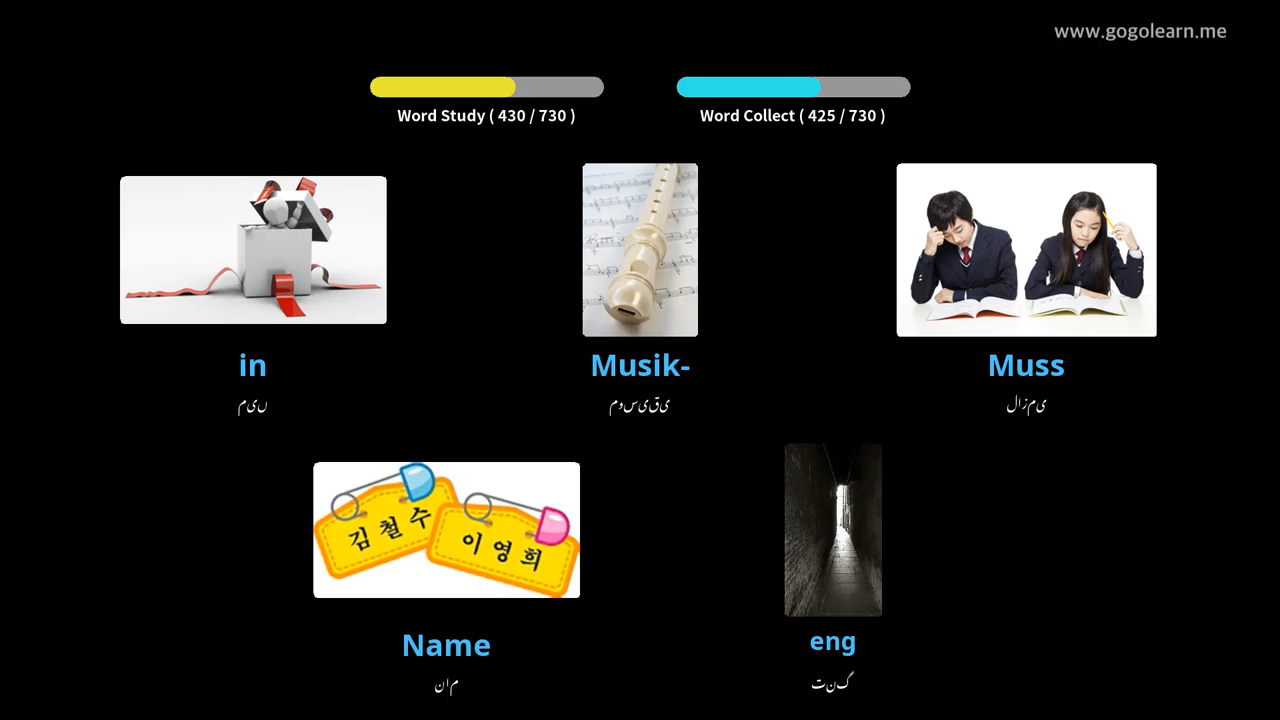 www.gogolearn.me
Word Study ( 430 / 730 )
Word Collect ( 425 / 730 )
in
میں
Musik-
موسیقی
Muss
لازمی
김철수
이영희
Name
نام
eng
تنگ